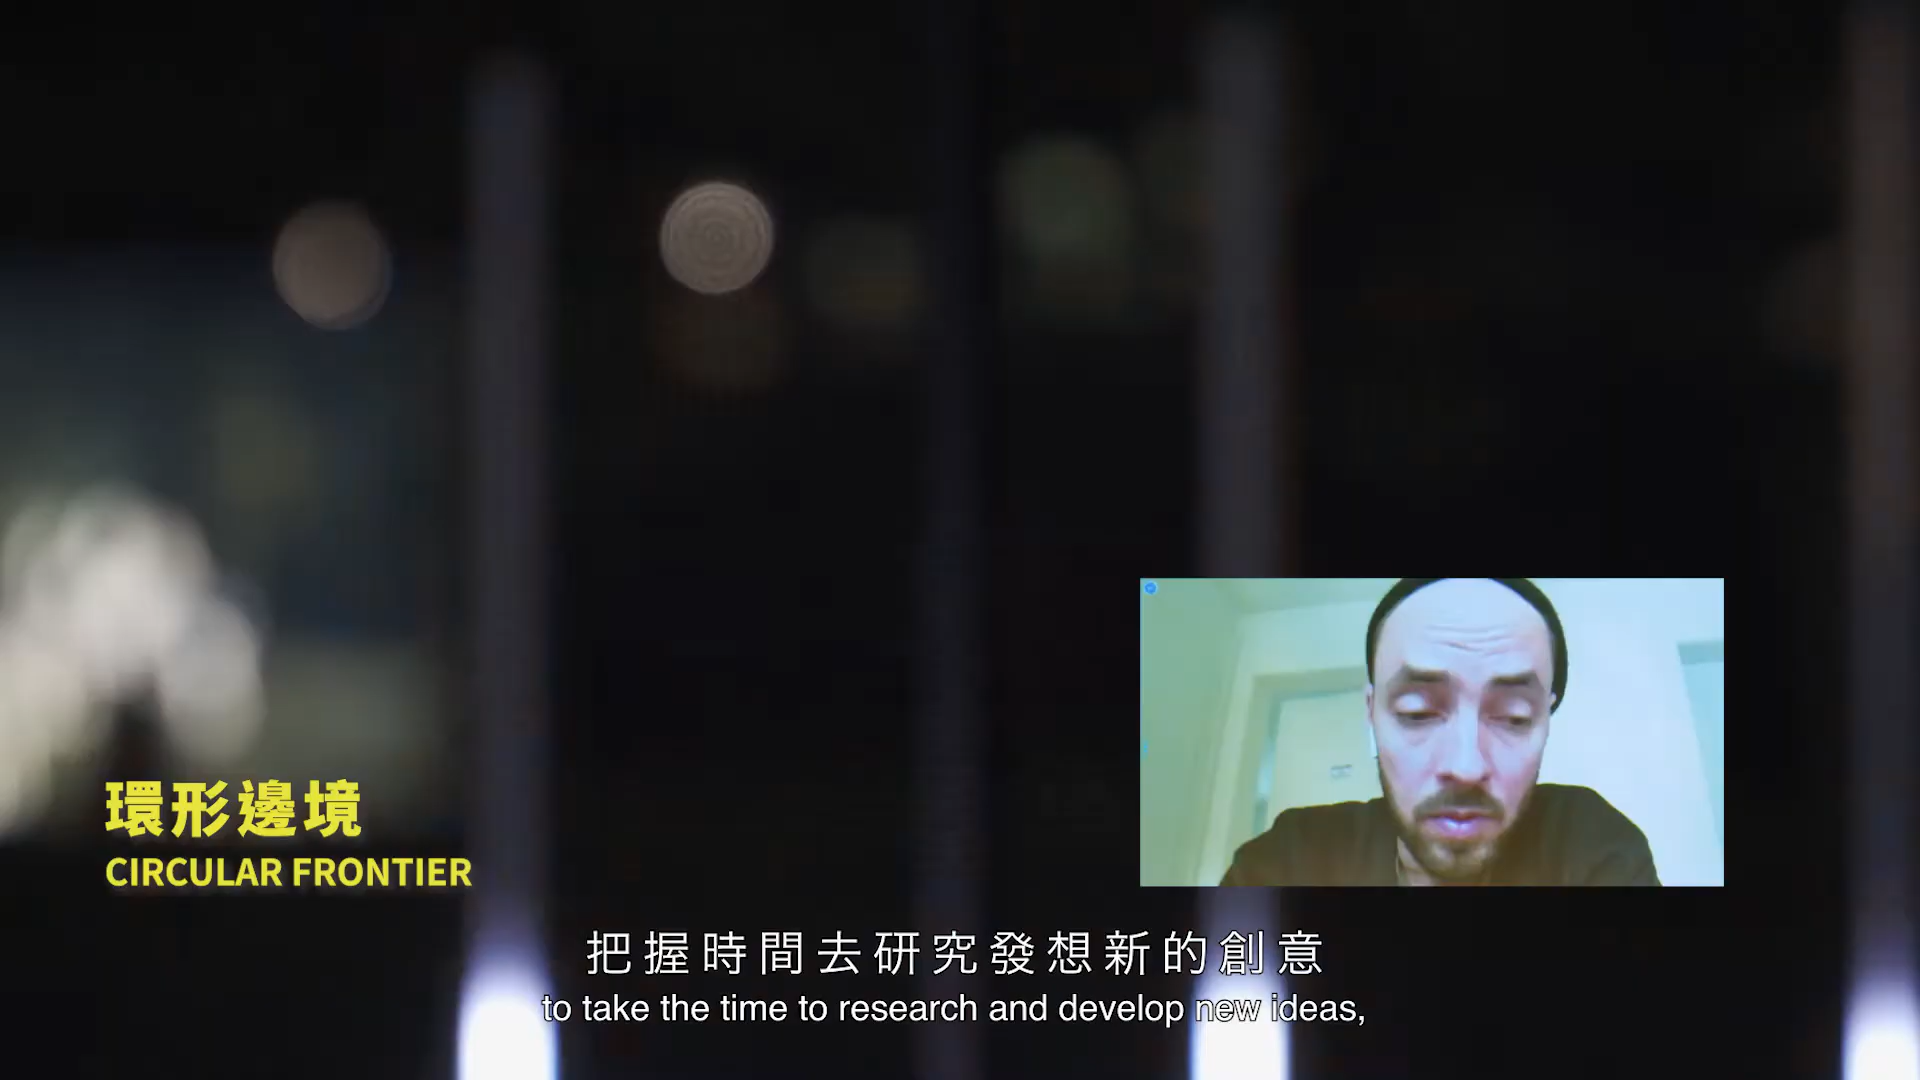 環形邊境
CIRCULAR FRONTIER
把握時間去研究發想新的創意
to take the time to research and develop new ideas,